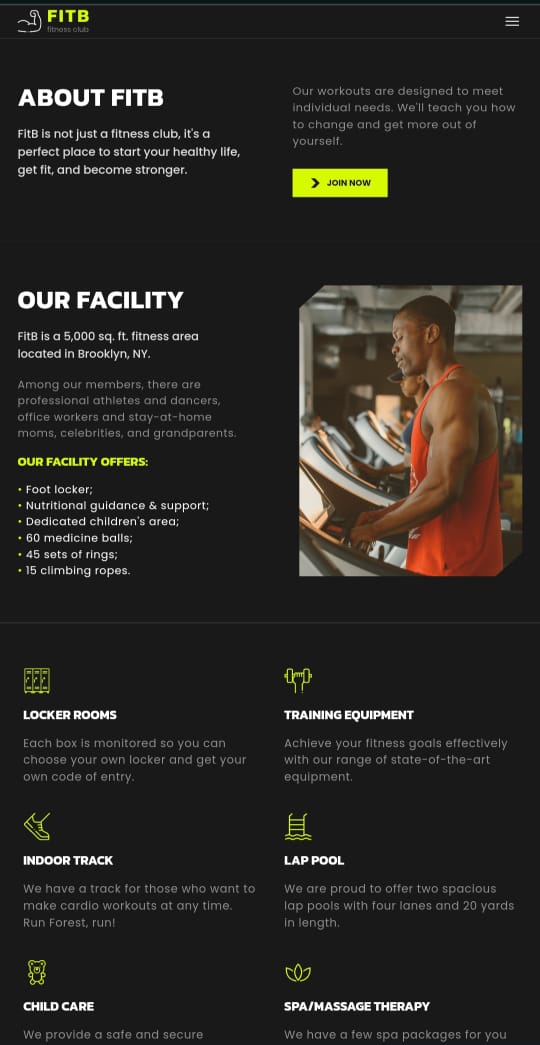 FITB
fitness club
ABOUT FITB
FitB is not just a fitness club, it's a
perfect place to start your healthy life,
get fit, and become stronger.
Our workouts are designed to meet
individual needs. We'll teach you how
to change and get more out of
yourself.
JOIN NOW
OUR FACILITY
FitB is a 5,000 sq. ft. fitness area
located in Brooklyn, NY.
Among our members, there are
professional athletes and dancers,
office workers and stay-at-home
moms, celebrities, and grandparents.
OUR FACILITY OFFERS:
• Foot locker;
• Nutritional guidance & support;
• Dedicated children's area;
• 60 medicine balls;
• 45 sets of rings;
• 15 climbing ropes.
LOCKER ROOMS
Each box is monitored so you can
choose your own locker and get your
own code of entry.
TRAINING EQUIPMENT
Achieve your fitness goals effectively
with our range of state-of-the-art
equipment.
INDOOR TRACK
We have a track for those who want to
make cardio workouts at any time.
Run Forest, run!
LAP POOL
We are proud to offer two spacious
lap pools with four lanes and 20 yards
in length.
CHILD CARE
We provide a safe and secure
SPA/MASSAGE THERAPY
We have a few spa packages for you